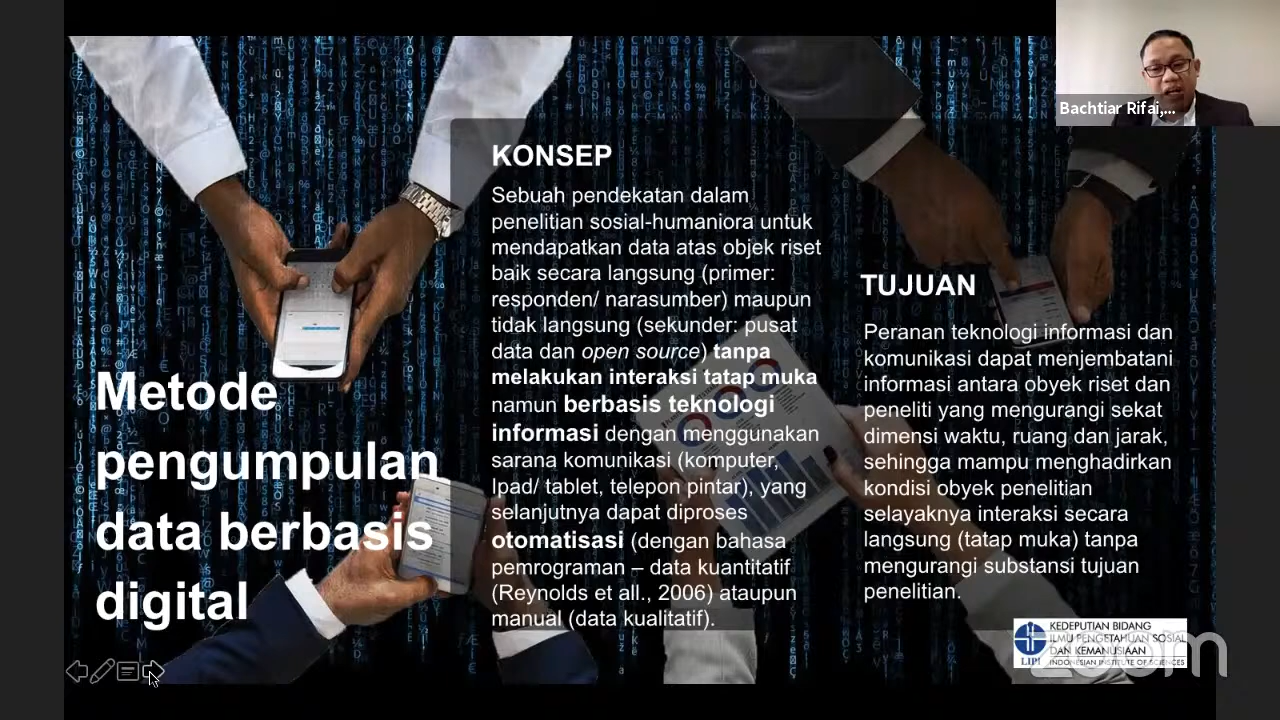 Bachtiar Rifai,...
KONSEP
Sebuah pendekatan dalam
penelitian sosial-humaniora untuk
mendapatkan data atas objek riset
baik secara langsung (primer:
responden/ narasumber) maupun
tidak langsung (sekunder: pusat
data dan open source) tanpa
melakukan interaksi tatap muka
namun berbasis teknologi
informasi dengan menggunakan
sarana komunikasi (komputer,
Ipad/ tablet, telepon pintar), yang
selanjutnya dapat diproses
otomatisasi (dengan bahasa
pemrograman – data kuantitatif
(Reynolds et all., 2006) ataupun
manual (data kualitatif).
TUJUAN
Peranan teknologi informasi dan
komunikasi dapat menjembatani
informasi antara obyek riset dan
peneliti yang mengurangi sekat
dimensi waktu, ruang dan jarak,
sehingga mampu menghadirkan
kondisi obyek penelitian
selayaknya interaksi secara
langsung (tatap muka) tanpa
mengurangi substansi tujuan
penelitian.
Metode
pengumpulan
data berbasis
digital
KEDEPUTIAN BIDANG
ILMU PENGETAHUAN SOSIAL
DAN KEMANUSIAAN
INDONESIAN INSTITUTE OF SCIENCES
LIPI
zoom